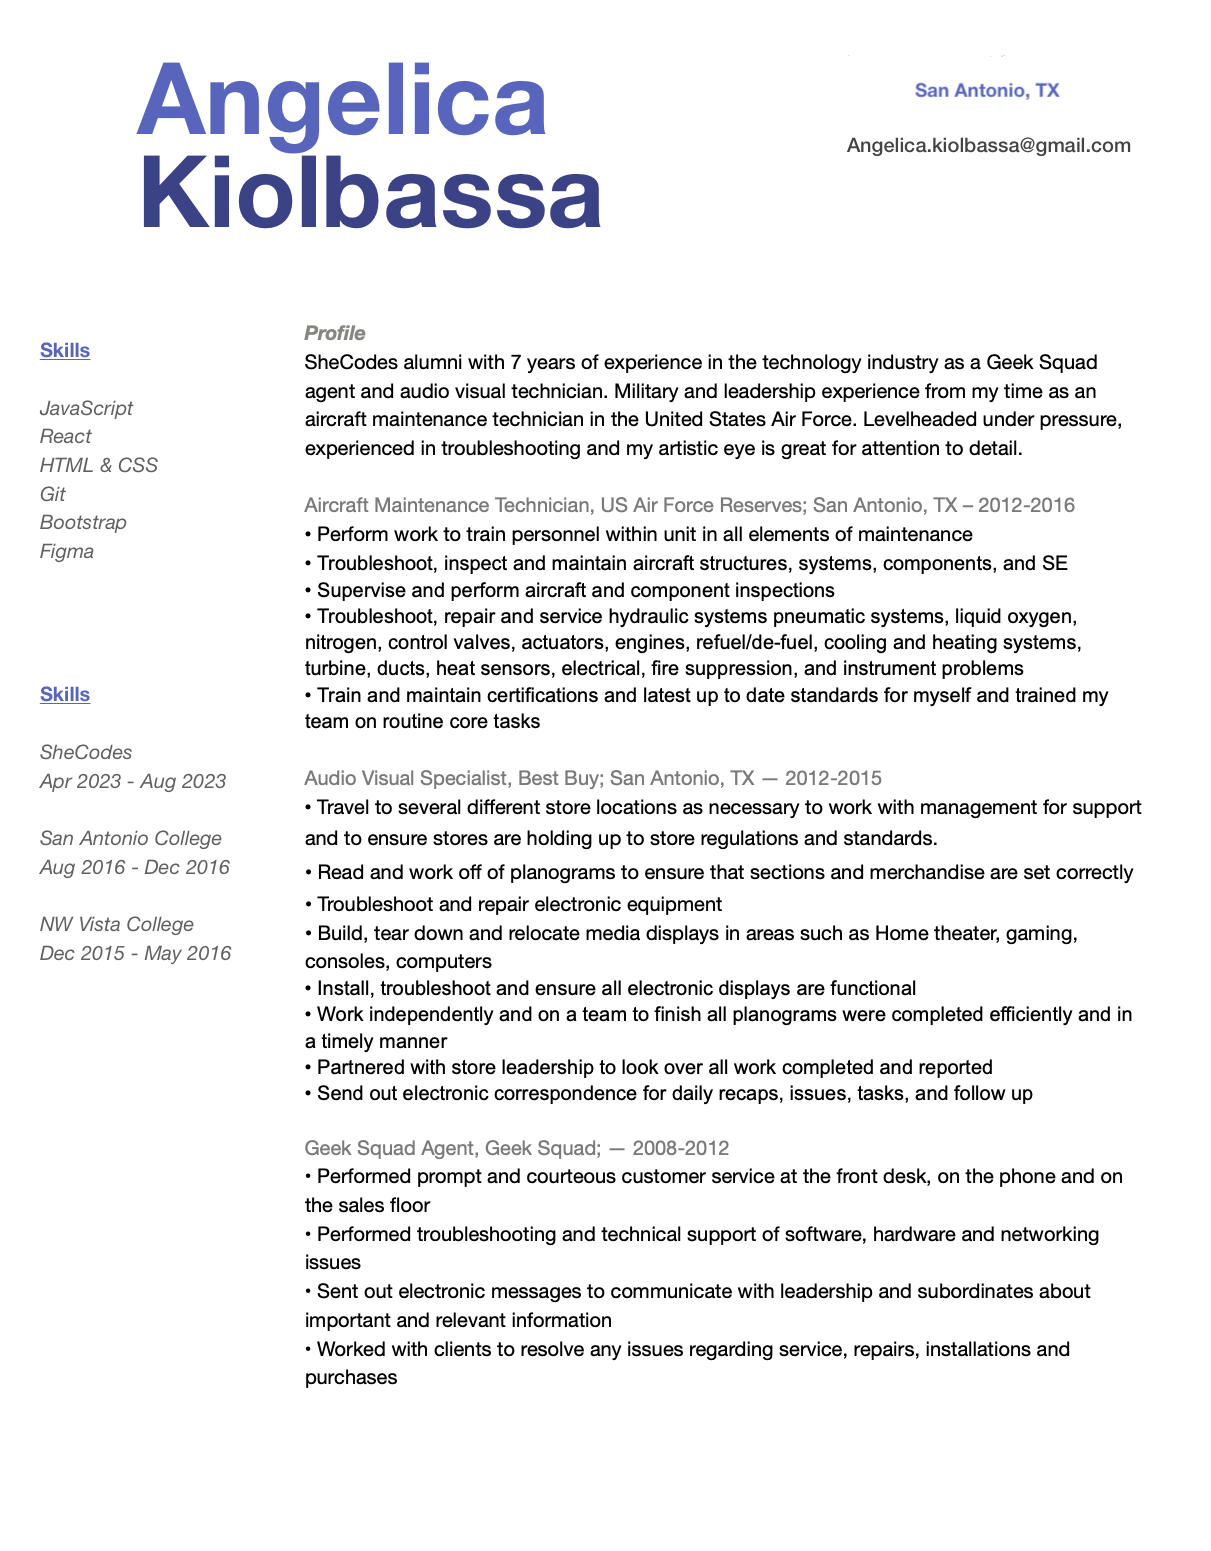 Angelica
Kiolbassa
San Antonio, TX
Angelica.kiolbassa@gmail.com
Skills
JavaScript
React
HTML & CSS
Git
Bootstrap
Figma
Skills
SheCodes
Apr 2023 - Aug 2023
San Antonio College
Aug 2016 - Dec 2016
NW Vista College
Dec 2015 - May 2016
Profile
SheCodes alumni with 7 years of experience in the technology industry as a Geek Squad
agent and audio visual technician. Military and leadership experience from my time as an
aircraft maintenance technician in the United States Air Force. Levelheaded under pressure,
experienced in troubleshooting and my artistic eye is great for attention to detail.
Aircraft Maintenance Technician, US Air Force Reserves; San Antonio, TX – 2012-2016
• Perform work to train personnel within unit in all elements of maintenance
• Troubleshoot, inspect and maintain aircraft structures, systems, components, and SE
• Supervise and perform aircraft and component inspections
• Troubleshoot, repair and service hydraulic systems pneumatic systems, liquid oxygen,
nitrogen, control valves, actuators, engines, refuel/de-fuel, cooling and heating systems,
turbine, ducts, heat sensors, electrical, fire suppression, and instrument problems
• Train and maintain certifications and latest up to date standards for myself and trained my
team on routine core tasks
Audio Visual Specialist, Best Buy; San Antonio, TX — 2012-2015
• Travel to several different store locations as necessary to work with management for support
and to ensure stores are holding up to store regulations and standards.
• Read and work off of planograms to ensure that sections and merchandise are set correctly
• Troubleshoot and repair electronic equipment
• Build, tear down and relocate media displays in areas such as Home theater, gaming,
consoles, computers
• Install, troubleshoot and ensure all electronic displays are functional
• Work independently and on a team to finish all planograms were completed efficiently and in
a timely manner
• Partnered with store leadership to look over all work completed and reported
• Send out electronic correspondence for daily recaps, issues, tasks, and follow up
Geek Squad Agent, Geek Squad; — 2008-2012
• Performed prompt and courteous customer service at the front desk, on the phone and on
the sales floor
• Performed troubleshooting and technical support of software, hardware and networking
issues
• Sent out electronic messages to communicate with leadership and subordinates about
important and relevant information
• Worked with clients to resolve any issues regarding service, repairs, installations and
purchases